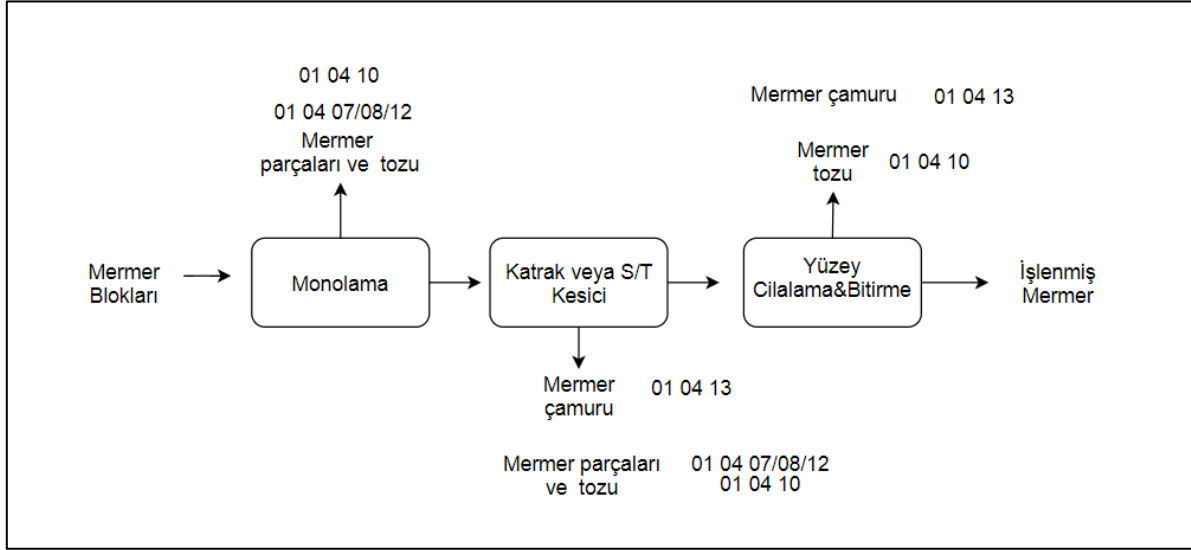 01 04 10
01 04 07/08/12
Mermer
parçaları ve tozu
Mermer çamuru 01 04 13
Mermer
tozu
01 04 10
Mermer
Blokları
Monolama
Katrak veya S/T
Kesici
Yüzey
Cilalama&Bitirme
İşlenmiş
Mermer
Mermer
çamuru
01 04 13
Mermer parçaları 01 04 07/08/12
ve tozu 01 04 10